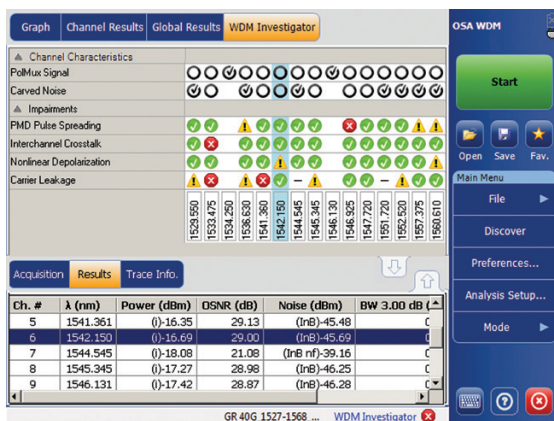 Graph Channel Results Global Results WDM Investigator
Channel Characteristics
PolMux Signal
Carved Noise
Impairments
PMD Pulse Spreading
Interchannel Crosstalk
Nonlinear Depolarization
Carrier Leakage
1529.550 1533.475 1534.250 1536.630 1541.360 1542.150 1544.545 1545.345 1546.130 1546.925 1547.720 1551.720 1552.520 1557.375 1560.610
Acquisition Results Trace Info.
Ch. # λ (nm) Power (dBm) OSNR (dB) Noise (dBm) BW 3.00 dB (
5 1541.361 (i)-16.35 29.13 (InB)-45.48
6 1542.150 (i)-16.69 29.00 (InB)-45.69
7 1544.545 (i)-18.08 21.08 (InB nf)-39.16
8 1545.345 (i)-17.27 28.98 (InB)-46.25
9 1546.131 (i)-17.42 28.87 (InB)-46.28
GR 40G 1527-1568 ... WDM Investigator
OSA WDM
Start
Open Save Fav.
Main Menu
File
Discover
Preferences...
Analysis Setup...
Mode